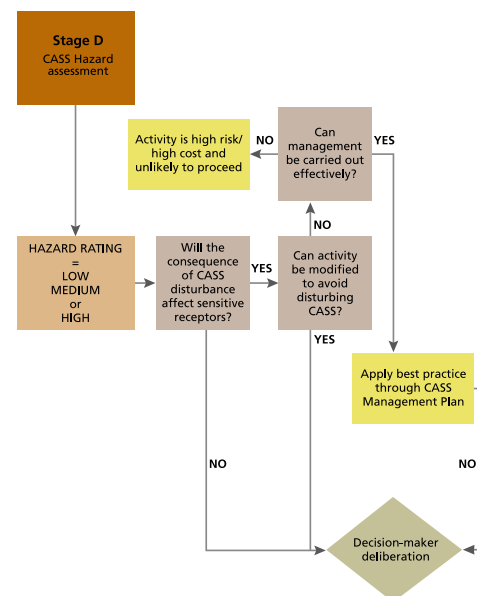 Stage D
CASS Hazard
assessment
Activity is high risk/
high cost and
unlikely to proceed
NO
Can
management
be carried out
effectively?
YES
NO
HAZARD RATING
=
LOW
MEDIUM
or
HIGH
Will the
consequence
of CASS
disturbance
affect sensitive
receptors?
YES
Can activity
be modified
to avoid
disturbing
CASS?
YES
Apply best practice
through CASS
Management Plan
NO
NO
Decision-maker
deliberation